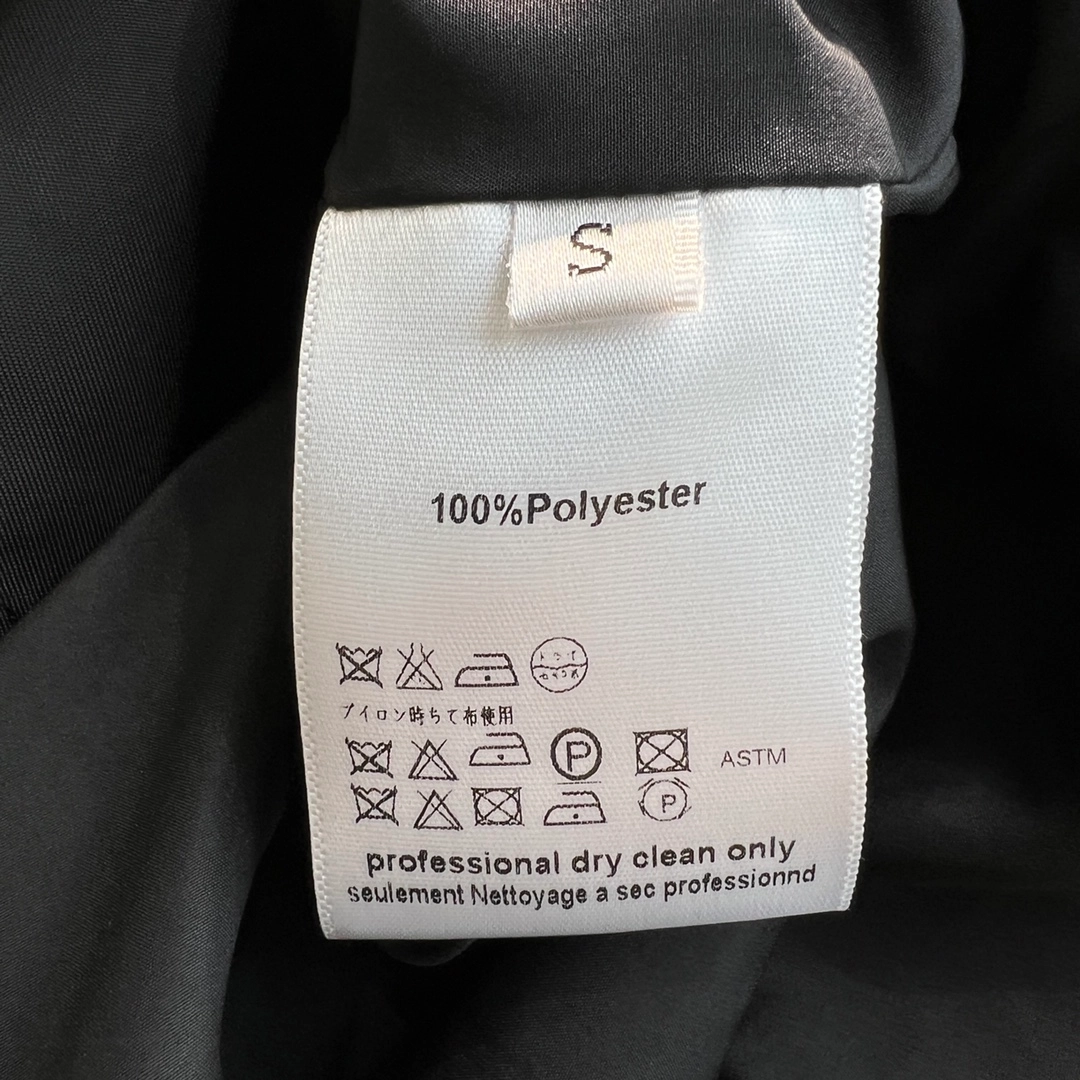 S
100%Polyester
アイロン時ちて布使用
P
ASTM
P
professional dry clean only
seulement Nettoyage a sec professionnd